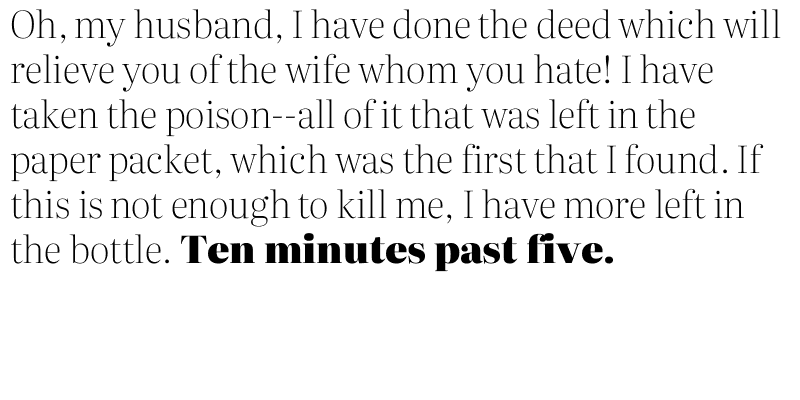 Oh, my husband, I have done the deed which will
relieve you of the wife whom you hate! I have
taken the poison--all of it that was left in the
paper packet, which was the first that I found. If
this is not enough to kill me, I have more left in
the bottle. Ten minutes past five.